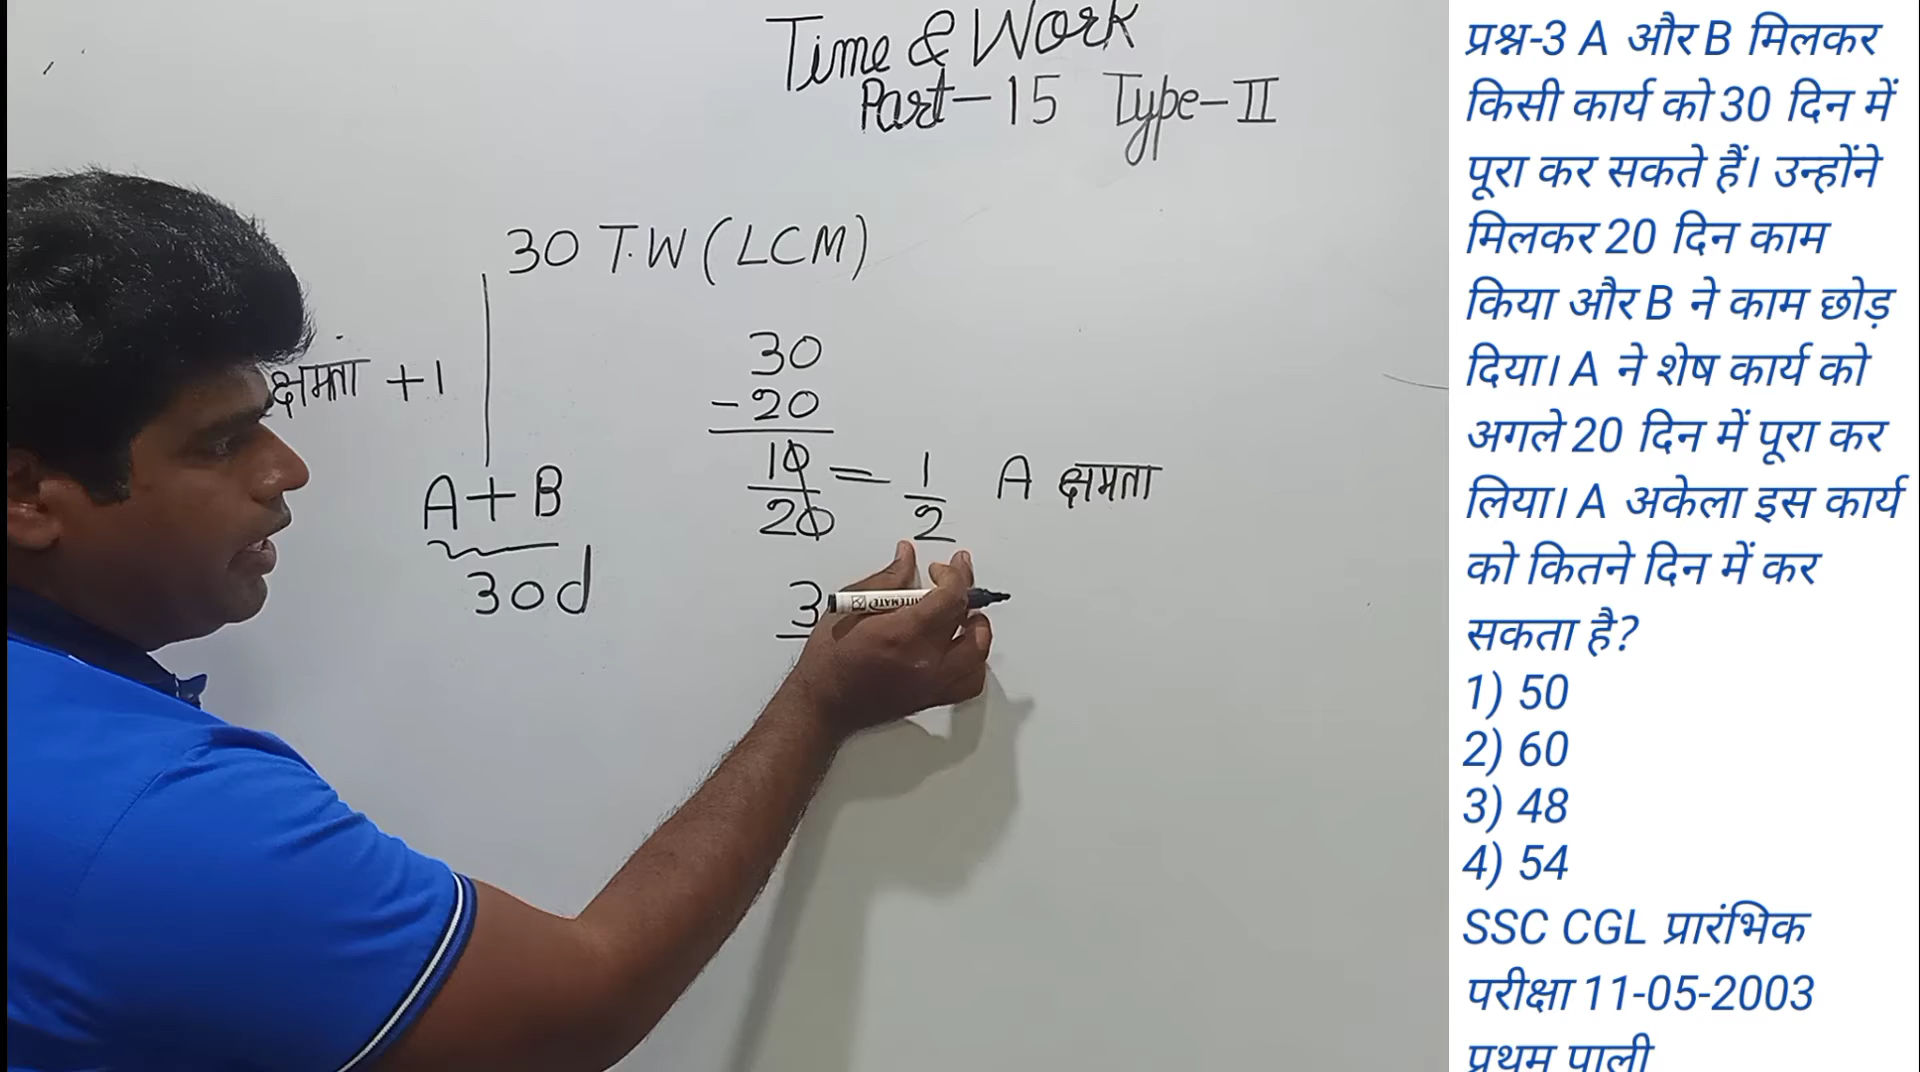 Time & Work
Part-15 Type-II
30 T.W (LCM)
क्षमता +1
A+B
30d
30
-20
10 = 1 A क्षमता
20 2
3
प्रश्न-3 A और B मिलकर
किसी कार्य को 30 दिन में
पूरा कर सकते हैं। उन्होंने
मिलकर 20 दिन काम
किया और B ने काम छोड़
दिया। A ने शेष कार्य को
अगले 20 दिन में पूरा कर
लिया। A अकेला इस कार्य
को कितने दिन में कर
सकता है?
1) 50
2) 60
3) 48
4) 54
SSC CGL प्रारंभिक
परीक्षा 11-05-2003
प्रथम पाली